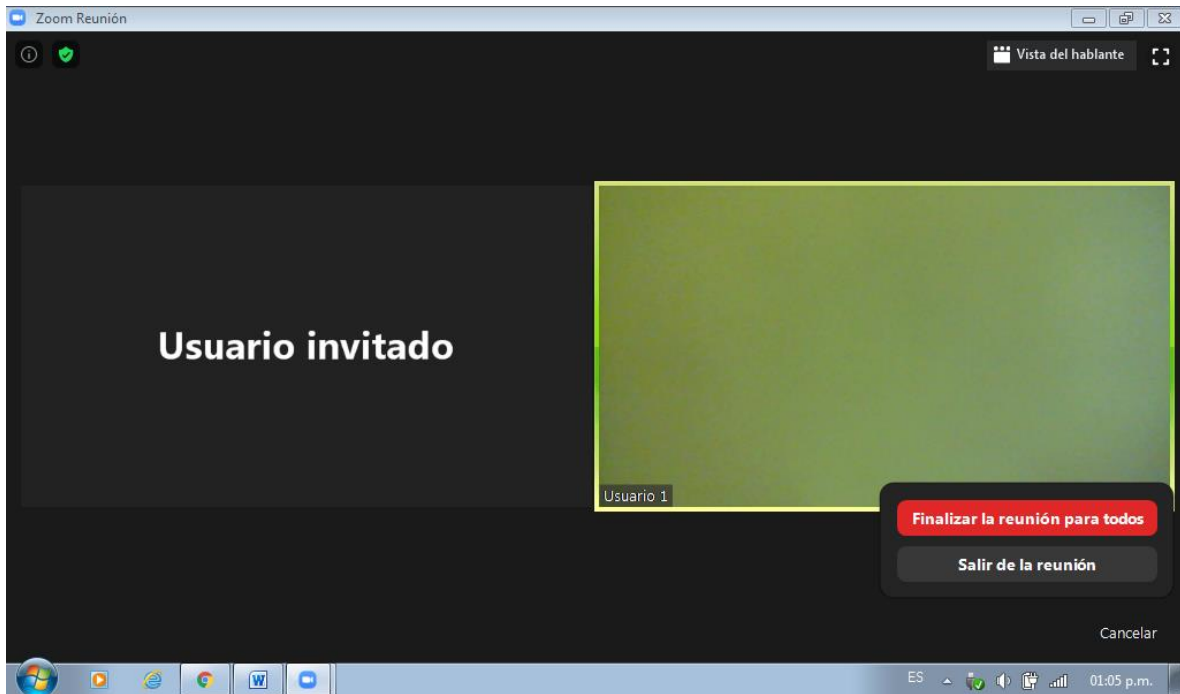 Zoom Reunión
Vista del hablante
Usuario invitado
Usuario 1
Finalizar la reunión para todos
Salir de la reunión
Cancelar
ES 01:05 p.m.